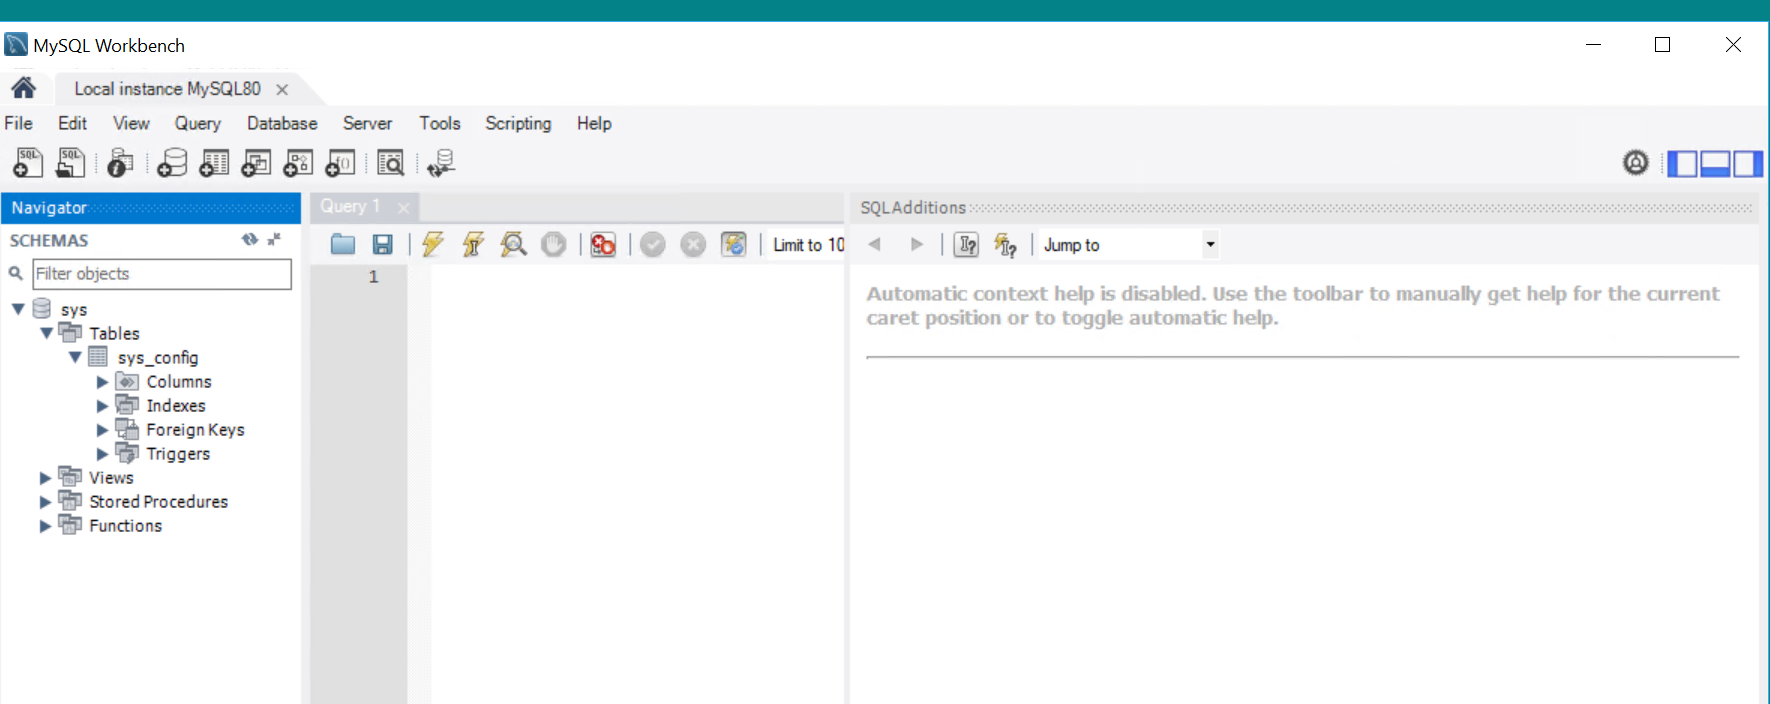 MySQL Workbench
Local instance MySQL80
File Edit View Query Database Server Tools Scripting Help
SQL SQL
Navigator
Query 1
SQLAdditions
SCHEMAS
Limit to 10
Jump to
Filter objects
1
Automatic context help is disabled. Use the toolbar to manually get help for the current
caret position or to toggle automatic help.
sys
Tables
sys_config
Columns
Indexes
Foreign Keys
Triggers
Views
Stored Procedures
Functions